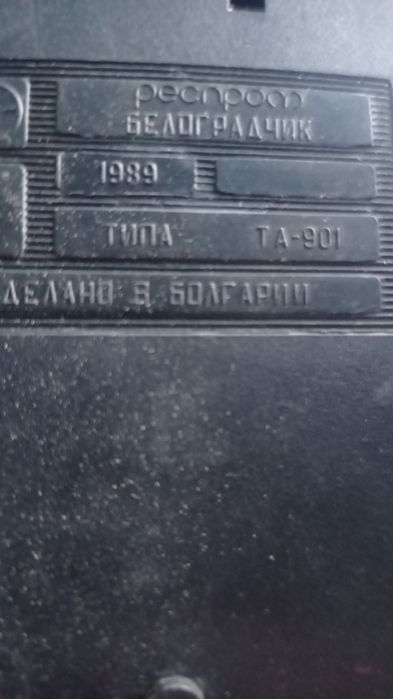 респром
БЕЛОГРАДЧИК
1989
ТИПА ТА-901
ДЕЛАНО В БОЛГАРИИ